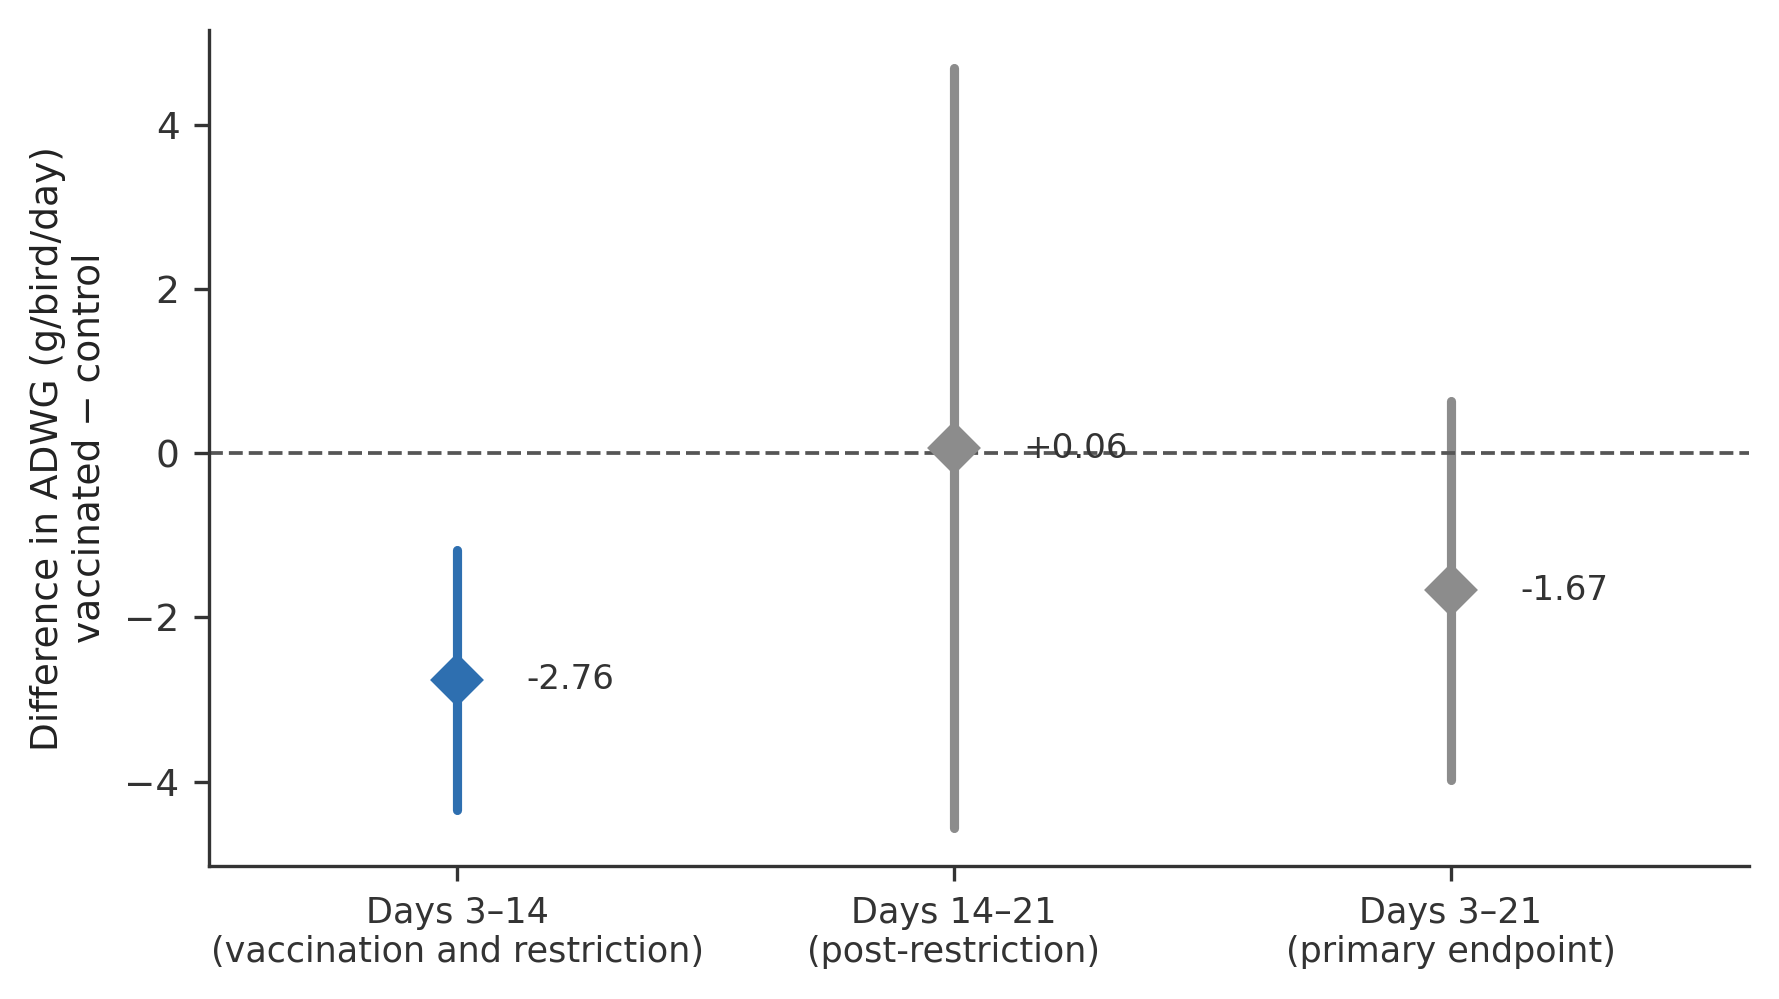 Difference in ADWG (g/bird/day)
vaccinated − control
4
2
0
−2
−4
-2.76
+0.06
-1.67
Days 3–14
(vaccination and restriction)
Days 14–21
(post-restriction)
Days 3–21
(primary endpoint)